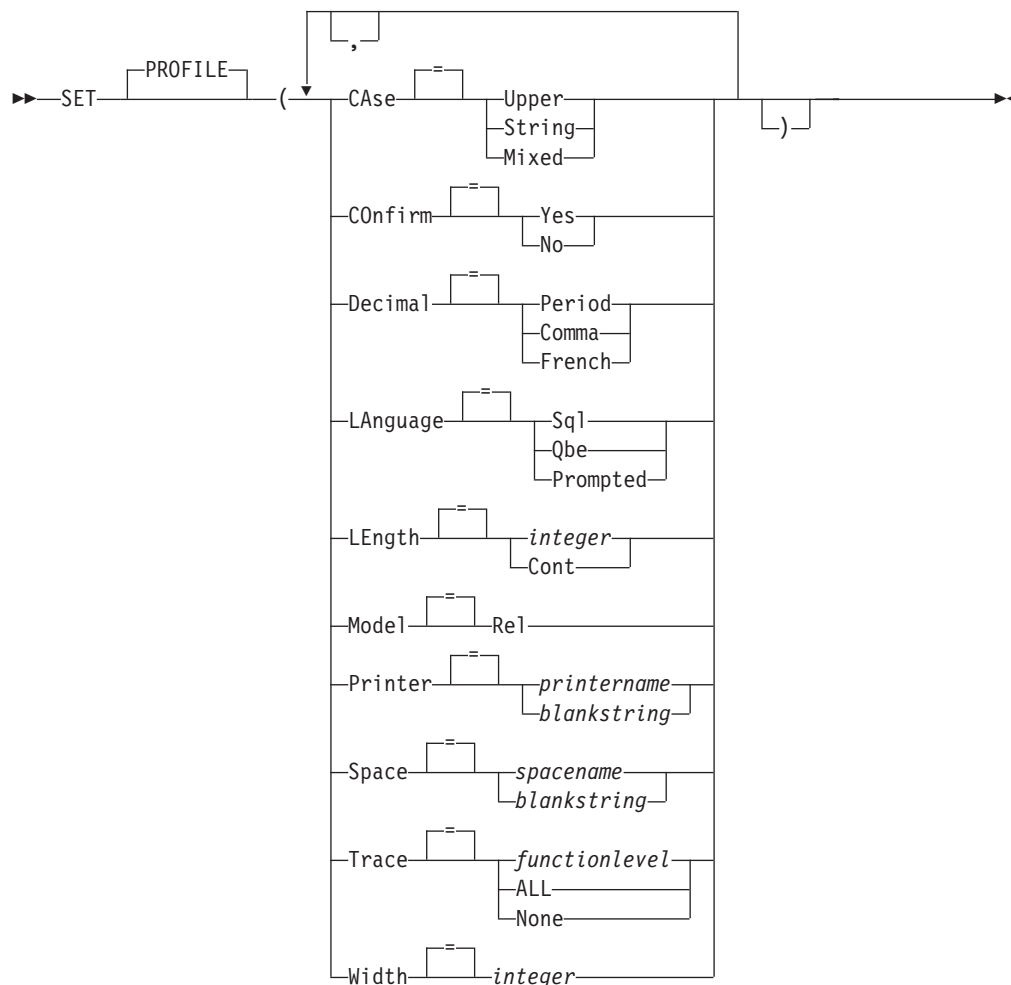 ,
PROFILE
SET ( CAse = Upper )
String
Mixed
COnfirm = Yes
No
Decimal = Period
Comma
French
LAnguage = Sql
Qbe
Prompted
LEngth = integer
Cont
Model = Rel
Printer = printername
blankstring
Space = spacename
blankstring
Trace = functionlevel
ALL
None
Width = integer